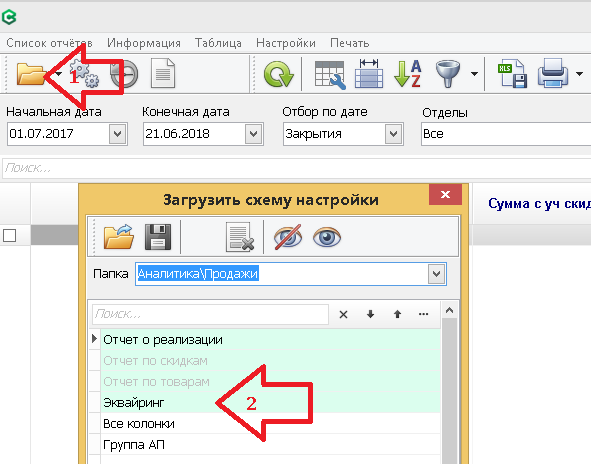 Список отчётов Информация Таблица Настройки Печать
1
A
Z
XLS
Начальная дата Конечная дата Отбор по дате Отделы
01.07.2017 21.06.2018 Закрытия Все
Поиск...
Загрузить схему настройки
Сумма с уч ски
Папка Аналитика\Продажи
Поиск...
Отчет о реализации
Отчет по скидкам
Отчет по товарам
Эквайринг 2
Все колонки
Группа АП